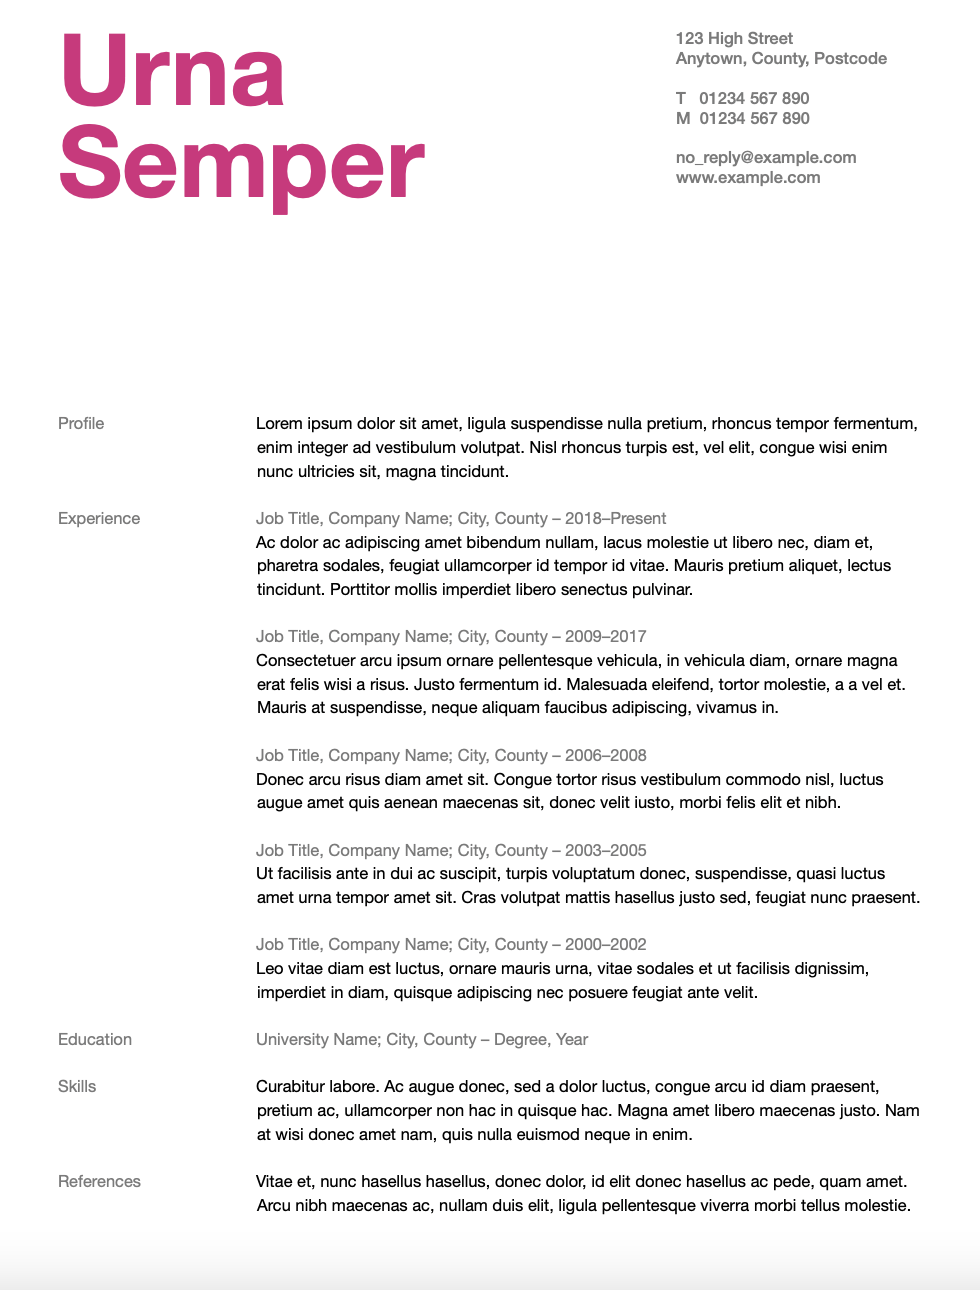 Urna
Semper
123 High Street
Anytown, County, Postcode
T 01234 567 890
M 01234 567 890
no_reply@example.com
www.example.com
Profile
Lorem ipsum dolor sit amet, ligula suspendisse nulla pretium, rhoncus tempor fermentum,
enim integer ad vestibulum volutpat. Nisl rhoncus turpis est, vel elit, congue wisi enim
nunc ultricies sit, magna tincidunt.
Experience
Job Title, Company Name; City, County – 2018–Present
Ac dolor ac adipiscing amet bibendum nullam, lacus molestie ut libero nec, diam et,
pharetra sodales, feugiat ullamcorper id tempor id vitae. Mauris pretium aliquet, lectus
tincidunt. Porttitor mollis imperdiet libero senectus pulvinar.
Job Title, Company Name; City, County – 2009–2017
Consectetuer arcu ipsum ornare pellentesque vehicula, in vehicula diam, ornare magna
erat felis wisi a risus. Justo fermentum id. Malesuada eleifend, tortor molestie, a a vel et.
Mauris at suspendisse, neque aliquam faucibus adipiscing, vivamus in.
Job Title, Company Name; City, County – 2006–2008
Donec arcu risus diam amet sit. Congue tortor risus vestibulum commodo nisl, luctus
augue amet quis aenean maecenas sit, donec velit iusto, morbi felis elit et nibh.
Job Title, Company Name; City, County – 2003–2005
Ut facilisis ante in dui ac suscipit, turpis voluptatum donec, suspendisse, quasi luctus
amet urna tempor amet sit. Cras volutpat mattis hasellus justo sed, feugiat nunc praesent.
Job Title, Company Name; City, County – 2000–2002
Leo vitae diam est luctus, ornare mauris urna, vitae sodales et ut facilisis dignissim,
imperdiet in diam, quisque adipiscing nec posuere feugiat ante velit.
Education
University Name; City, County – Degree, Year
Skills
Curabitur labore. Ac augue donec, sed a dolor luctus, congue arcu id diam praesent,
pretium ac, ullamcorper non hac in quisque hac. Magna amet libero maecenas justo. Nam
at wisi donec amet nam, quis nulla euismod neque in enim.
References
Vitae et, nunc hasellus hasellus, donec dolor, id elit donec hasellus ac pede, quam amet.
Arcu nibh maecenas ac, nullam duis elit, ligula pellentesque viverra morbi tellus molestie.